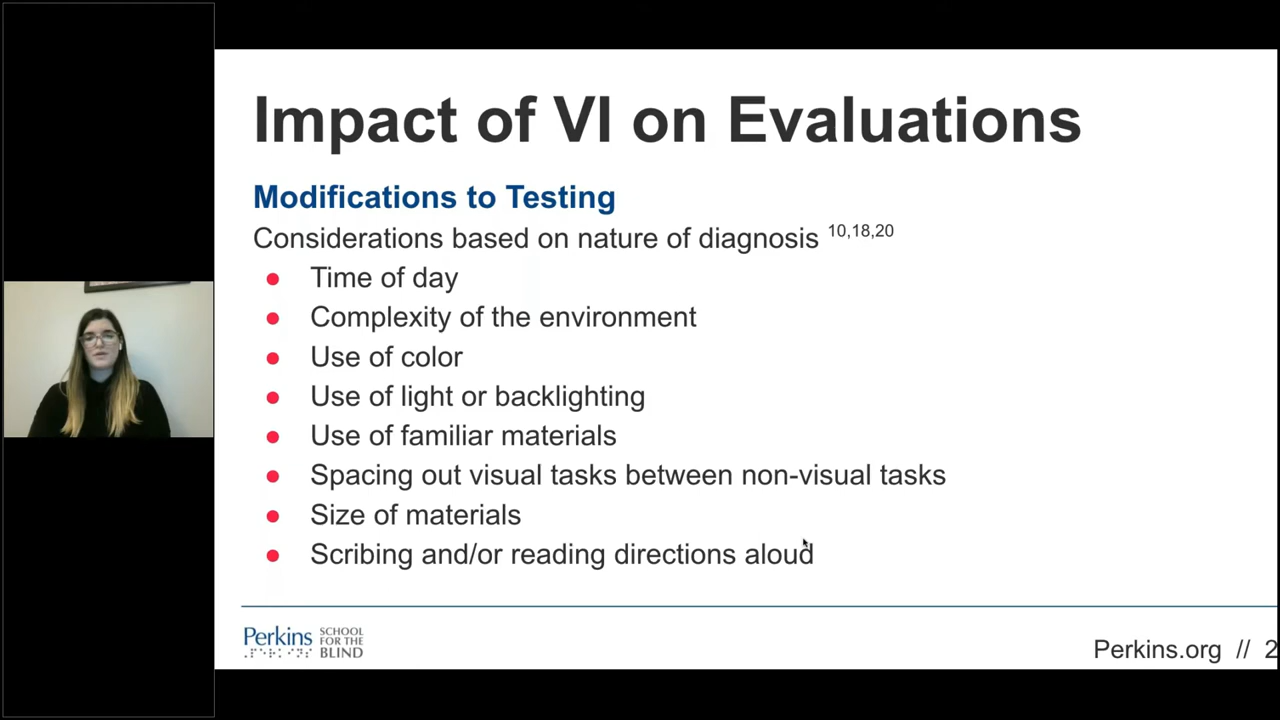 Impact of VI on Evaluations
Modifications to Testing
Considerations based on nature of diagnosis 10,18,20
● Time of day
● Complexity of the environment
● Use of color
● Use of light or backlighting
● Use of familiar materials
● Spacing out visual tasks between non-visual tasks
● Size of materials
● Scribing and/or reading directions aloud
Perkins SCHOOL FOR THE BLIND
Perkins.org // 2